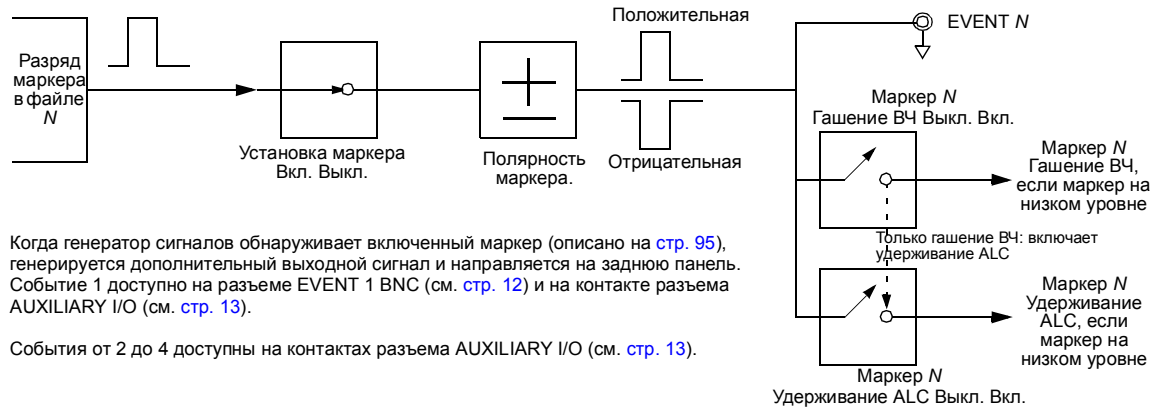 Разряд
маркера
в файле
N
Установка маркера
Вкл. Выкл.
Полярность
маркера.
Положительная
Отрицательная
EVENT N
Маркер N
Гашение ВЧ Выкл. Вкл.
Маркер N
Гашение ВЧ,
если маркер на
низком уровне
Только гашение ВЧ: включает
удерживание ALC
Маркер N
Удерживание
ALC, если
маркер на
низком уровне
Маркер N
Удерживание ALC Выкл. Вкл.
Когда генератор сигналов обнаруживает включенный маркер (описано на стр. 95),
генерируется дополнительный выходной сигнал и направляется на заднюю панель.
Событие 1 доступно на разъеме EVENT 1 BNC (см. стр. 12) и на контакте разъема
AUXILIARY I/O (см. стр. 13).
События от 2 до 4 доступны на контактах разъема AUXILIARY I/O (см. стр. 13).